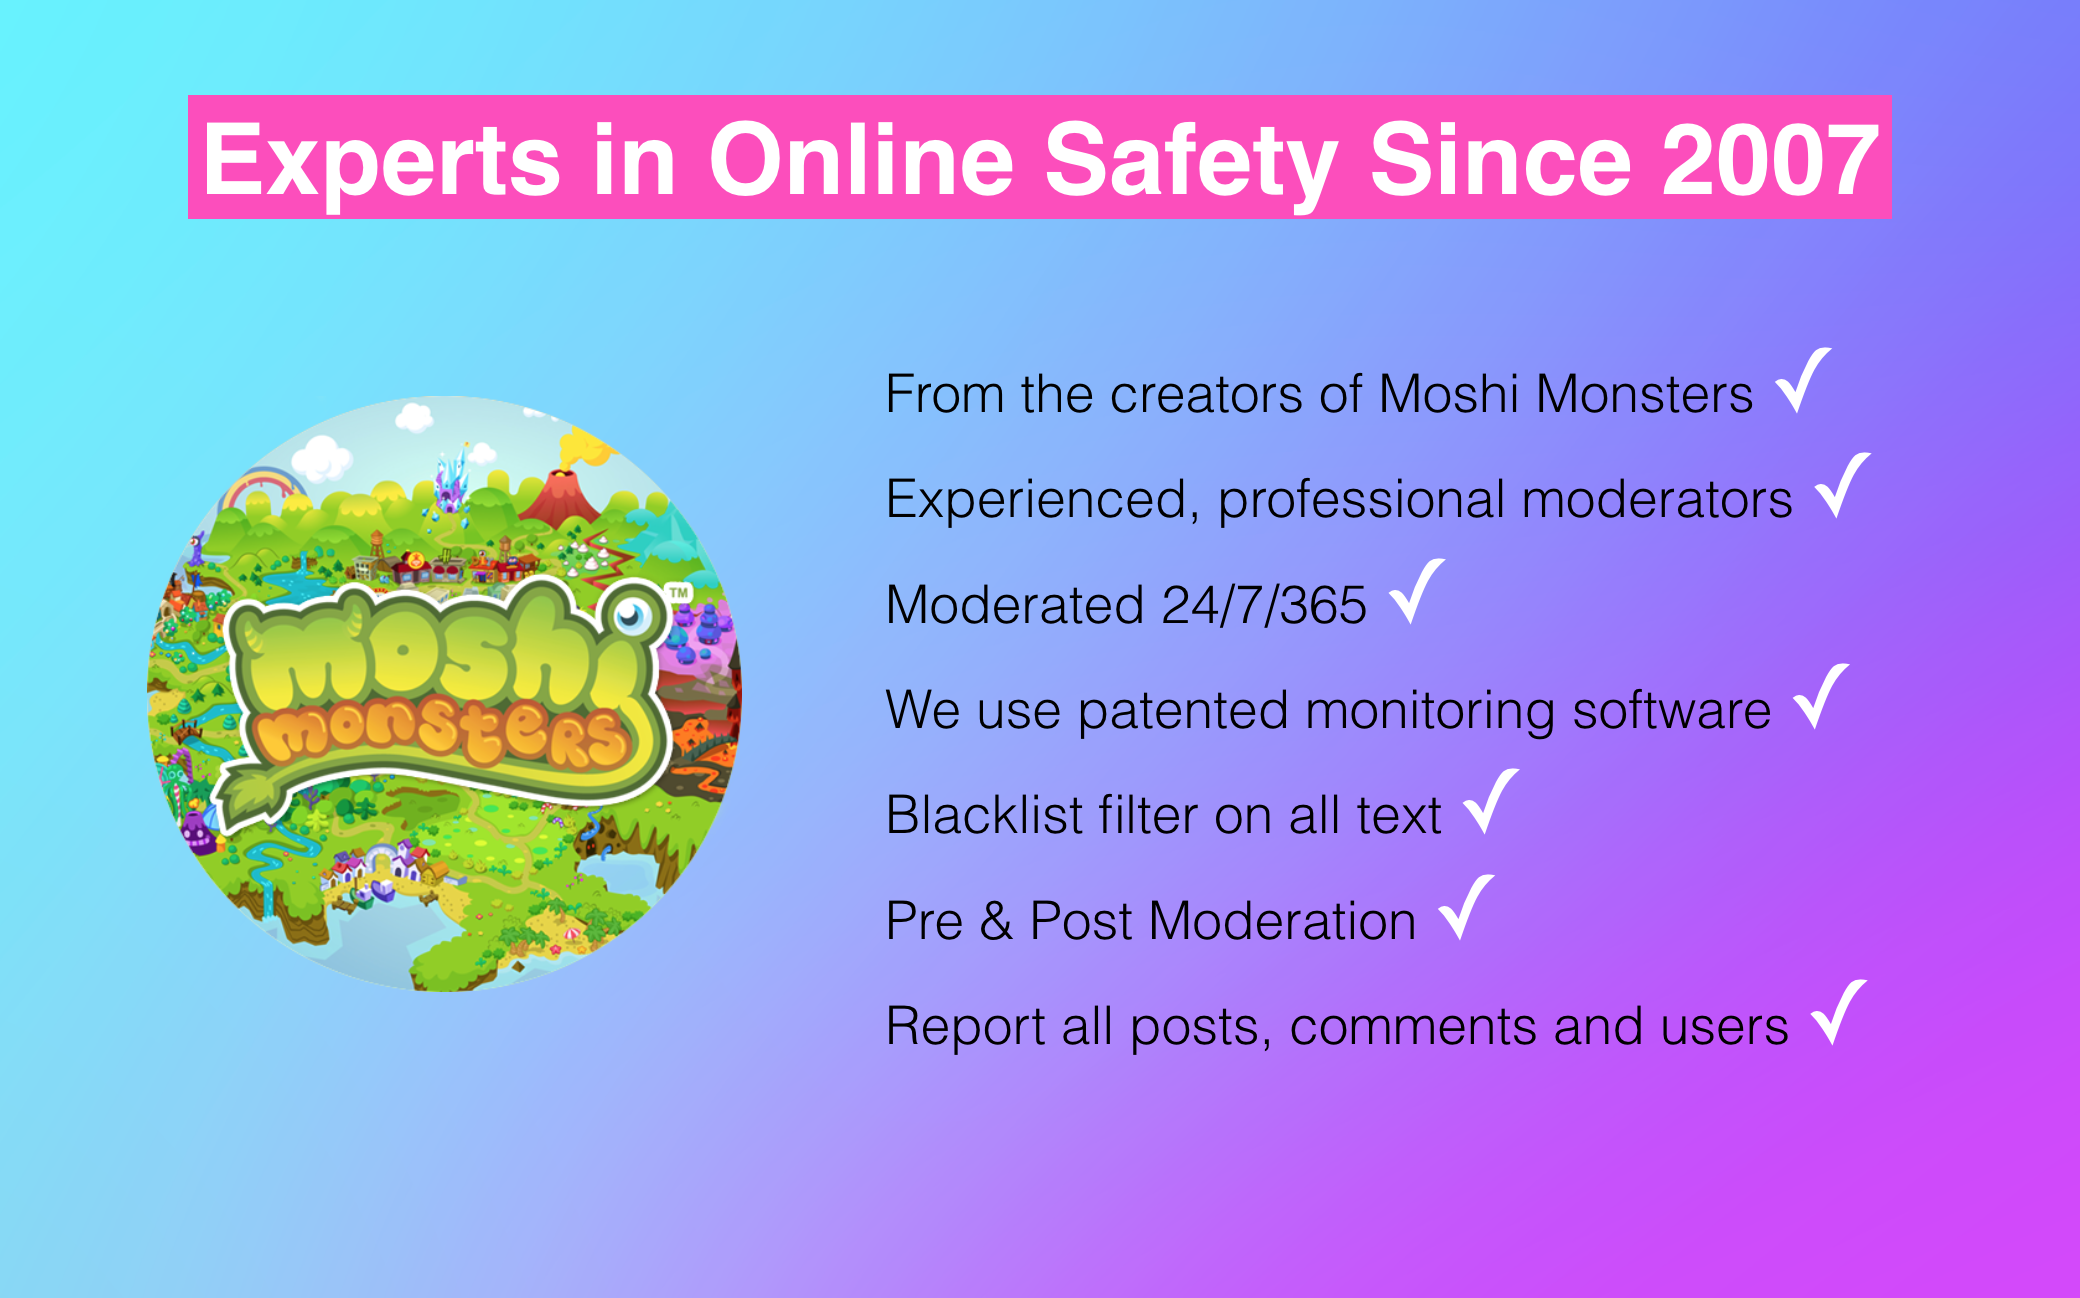 Experts in Online Safety Since 2007
From the creators of Moshi Monsters ✓
Experienced, professional moderators ✓
Moderated 24/7/365 ✓
We use patented monitoring software ✓
Blacklist filter on all text ✓
Pre & Post Moderation ✓
Report all posts, comments and users ✓
moshi
TM
monsters